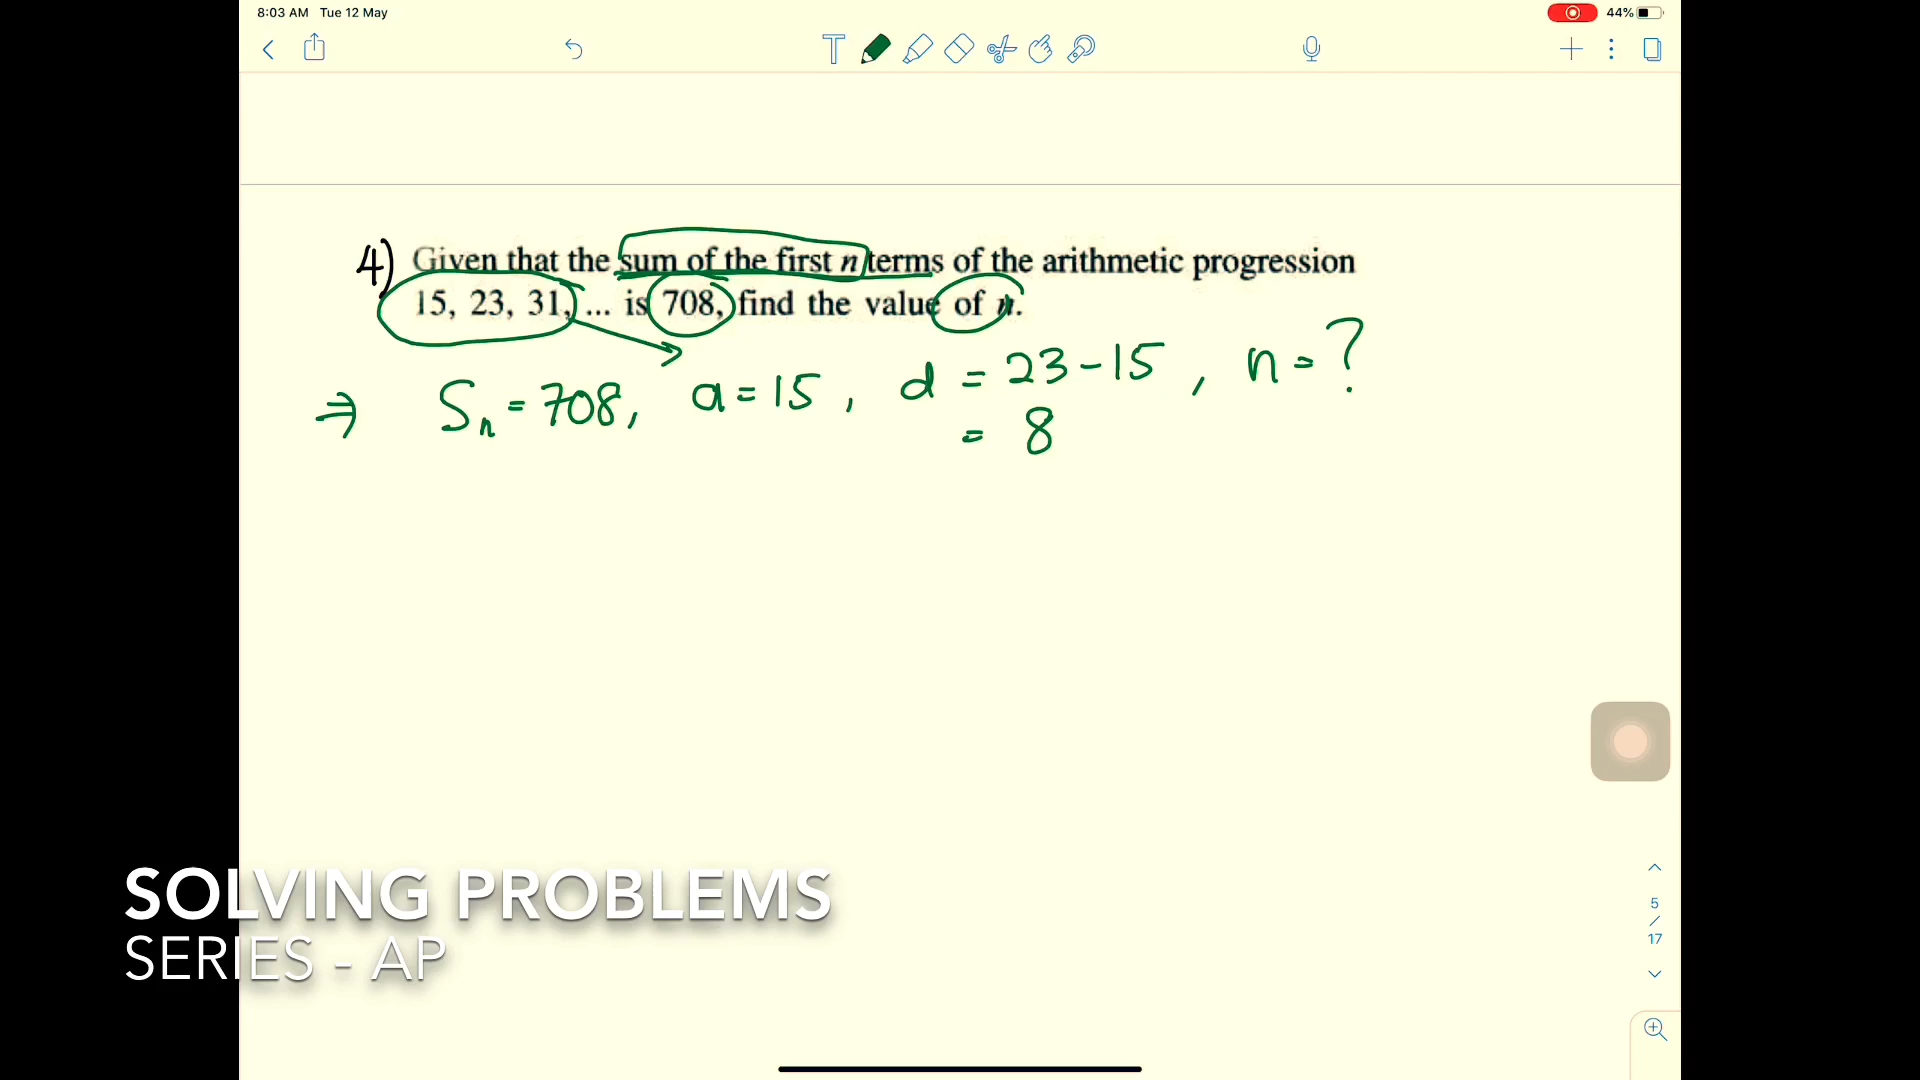 8:03 AM Tue 12 May
44%
T
4) Given that the sum of the first n terms of the arithmetic progression
15, 23, 31, ... is 708, find the value of n.
⇒ Sₙ = 708, a = 15, d = 23 - 15, n = ?
= 8
SOLVING PROBLEMS
SERIES - AP
5
/
17